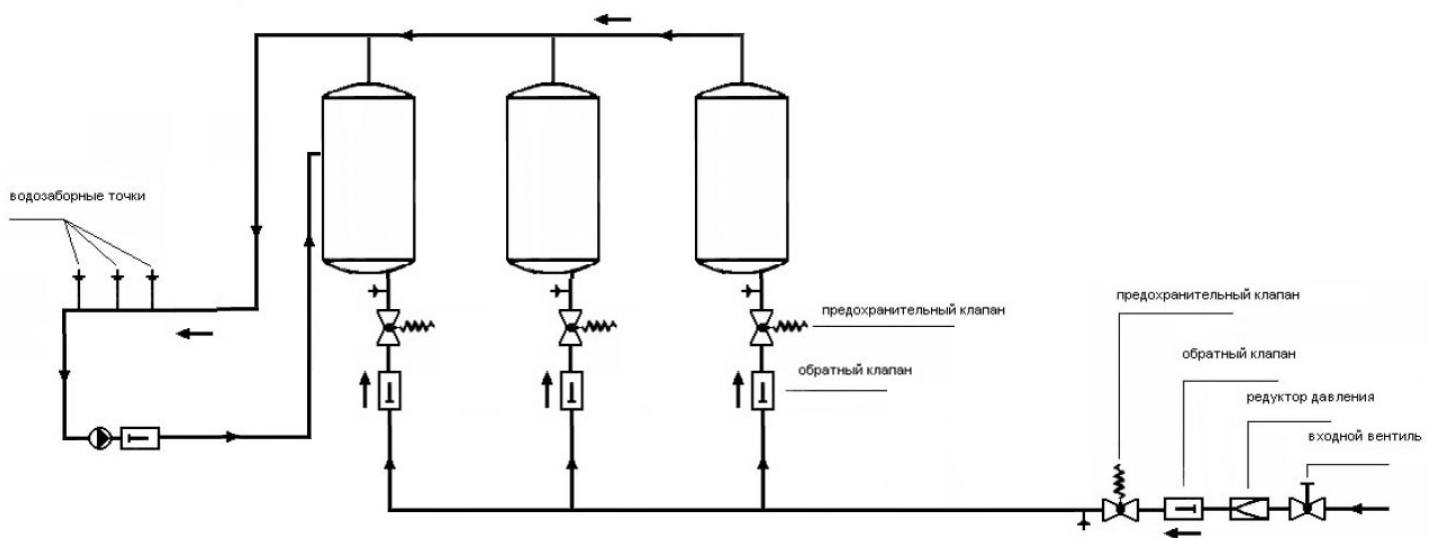 водозаборные точки
предохранительный клапан
обратный клапан
предохранительный клапан
обратный клапан
редуктор давления
входной вентиль